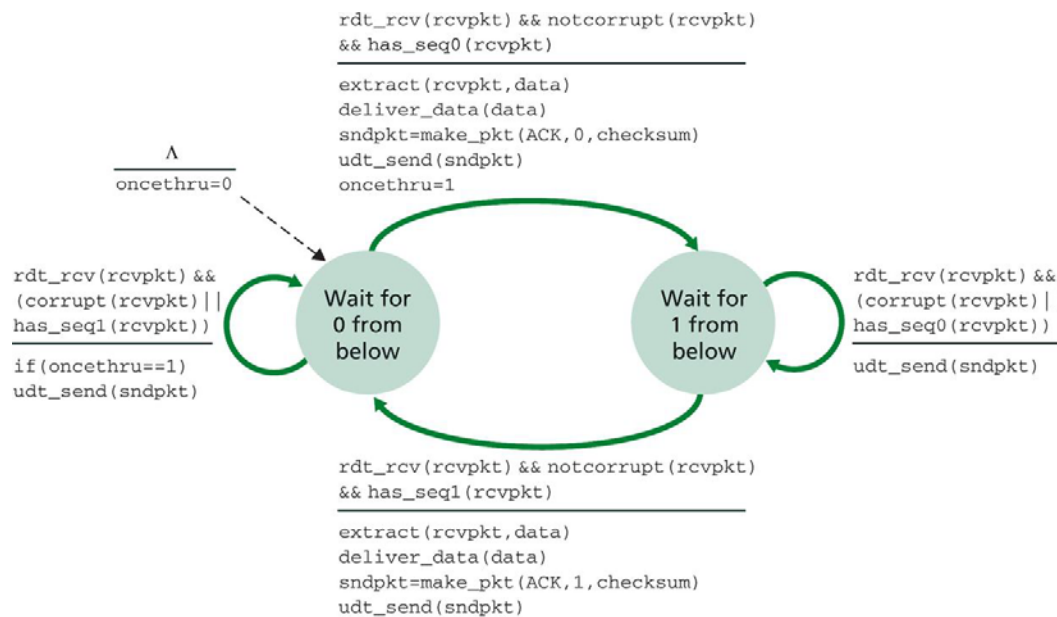 rdt_rcv(rcvpkt) && notcorrupt(rcvpkt)
&& has_seq0(rcvpkt)
extract(rcvpkt,data)
deliver_data(data)
sndpkt=make_pkt(ACK,0,checksum)
udt_send(sndpkt)
oncethru=1
Λ
oncethru=0
rdt_rcv(rcvpkt) &&
(corrupt(rcvpkt)||
has_seq1(rcvpkt))
if(oncethru==1)
udt_send(sndpkt)
Wait for
0 from
below
Wait for
1 from
below
rdt_rcv(rcvpkt) &&
(corrupt(rcvpkt)|
has_seq0(rcvpkt))
udt_send(sndpkt)
rdt_rcv(rcvpkt) && notcorrupt(rcvpkt)
&& has_seq1(rcvpkt)
extract(rcvpkt,data)
deliver_data(data)
sndpkt=make_pkt(ACK,1,checksum)
udt_send(sndpkt)